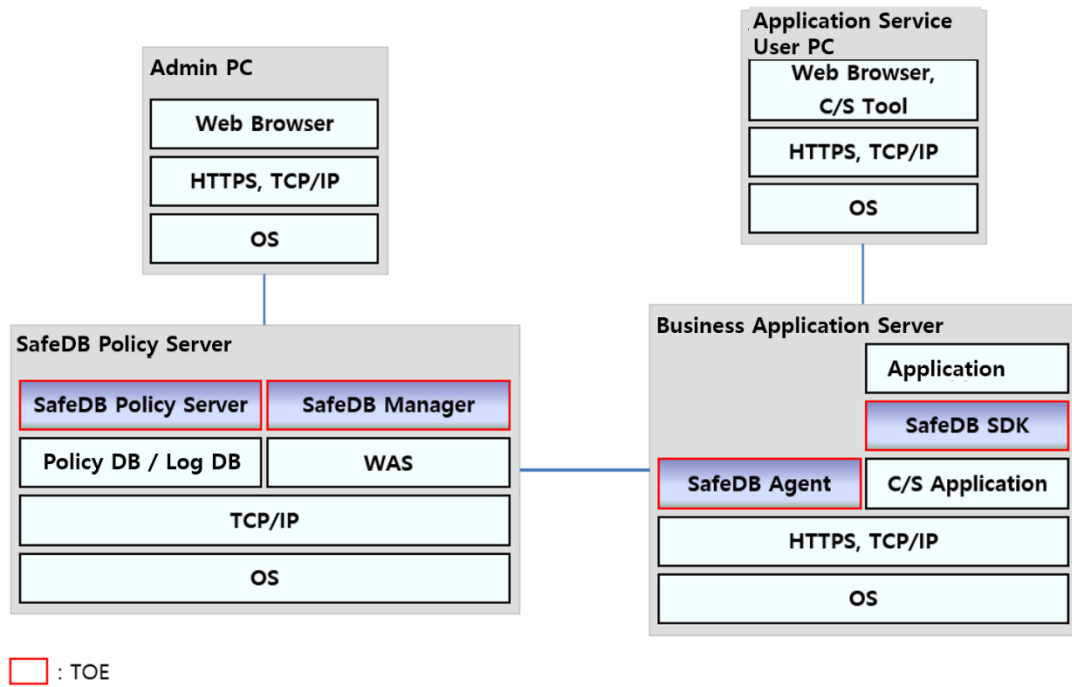 Admin PC
Web Browser
HTTPS, TCP/IP
OS
Application Service
User PC
Web Browser,
C/S Tool
HTTPS, TCP/IP
OS
SafeDB Policy Server
SafeDB Policy Server
SafeDB Manager
Policy DB / Log DB
WAS
TCP/IP
OS
Business Application Server
Application
SafeDB SDK
SafeDB Agent
C/S Application
HTTPS, TCP/IP
OS
: TOE